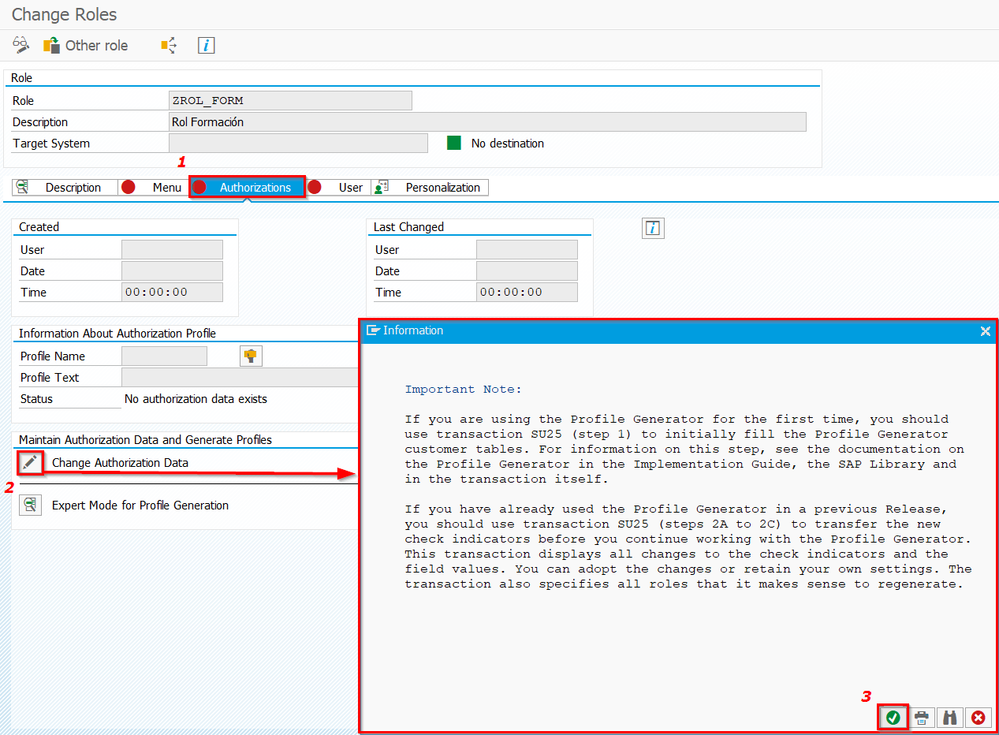 Change Roles
Other role
i
Role
Role ZROL_FORM
Description Rol Formación
Target System No destination
1
Description Menu Authorizations User Personalization
Created
User
Date
Time 00:00:00
Last Changed
User
Date
Time 00:00:00
i
Information About Authorization Profile
Profile Name
Profile Text
Status No authorization data exists
Maintain Authorization Data and Generate Profiles
Change Authorization Data
2
Expert Mode for Profile Generation
Information
Important Note:
If you are using the Profile Generator for the first time, you should
use transaction SU25 (step 1) to initially fill the Profile Generator
customer tables. For information on this step, see the documentation on
the Profile Generator in the Implementation Guide, the SAP Library and
in the transaction itself.
If you have already used the Profile Generator in a previous Release,
you should use transaction SU25 (steps 2A to 2C) to transfer the new
check indicators before you continue working with the Profile Generator.
This transaction displays all changes to the check indicators and the
field values. You can adopt the changes or retain your own settings. The
transaction also specifies all roles that it makes sense to regenerate.
3